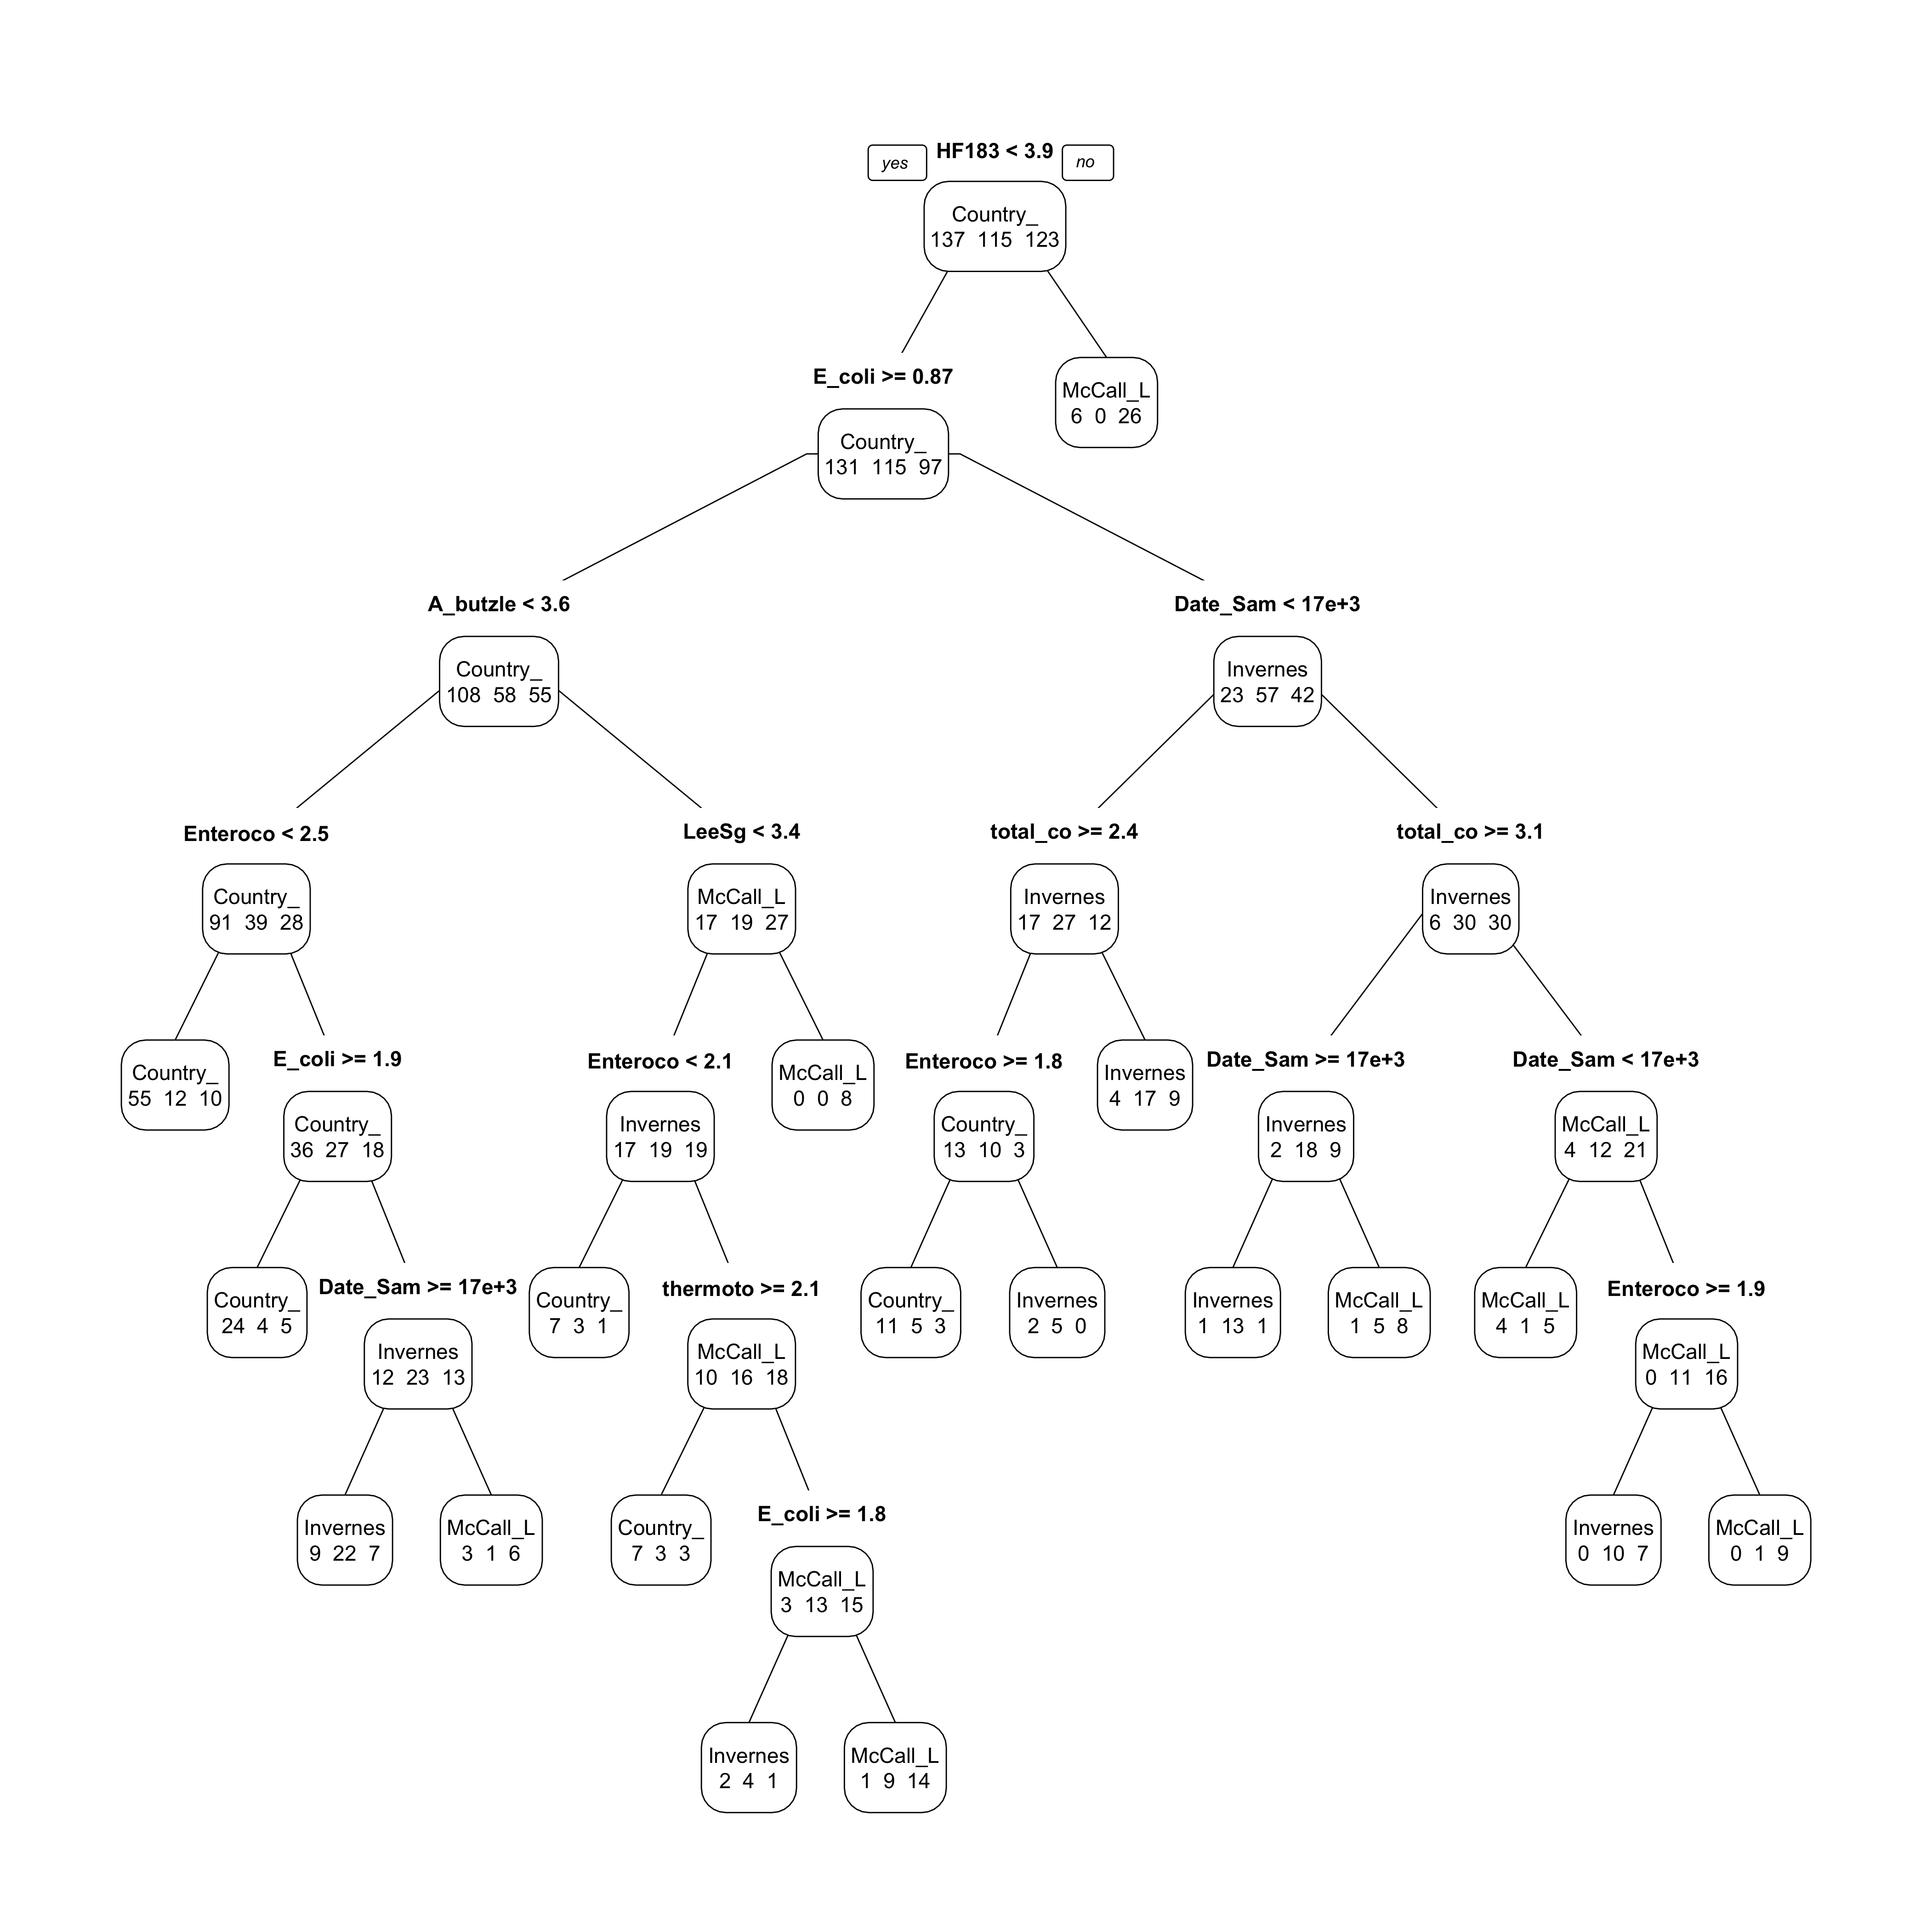 HF183 < 3.9
yes
no
Country_
137 115 123
E_coli >= 0.87
McCall_L
6 0 26
Country_
131 115 97
A_butzle < 3.6
Date_Sam < 17e+3
Country_
108 58 55
Invernes
23 57 42
Enteroco < 2.5
LeeSg < 3.4
total_co >= 2.4
total_co >= 3.1
Country_
91 39 28
McCall_L
17 19 27
Invernes
17 27 12
Invernes
6 30 30
Country_
55 12 10
E_coli >= 1.9
Enteroco < 2.1
McCall_L
0 0 8
Enteroco >= 1.8
Invernes
4 17 9
Date_Sam >= 17e+3
Date_Sam < 17e+3
Country_
36 27 18
Invernes
17 19 19
Country_
13 10 3
Invernes
2 18 9
McCall_L
4 12 21
Country_
24 4 5
Date_Sam >= 17e+3
Country_
7 3 1
thermoto >= 2.1
Country_
11 5 3
Invernes
2 5 0
Invernes
1 13 1
McCall_L
1 5 8
McCall_L
4 1 5
Enteroco >= 1.9
Invernes
12 23 13
McCall_L
10 16 18
McCall_L
0 11 16
Invernes
9 22 7
McCall_L
3 1 6
Country_
7 3 3
E_coli >= 1.8
Invernes
0 10 7
McCall_L
0 1 9
McCall_L
3 13 15
Invernes
2 4 1
McCall_L
1 9 14